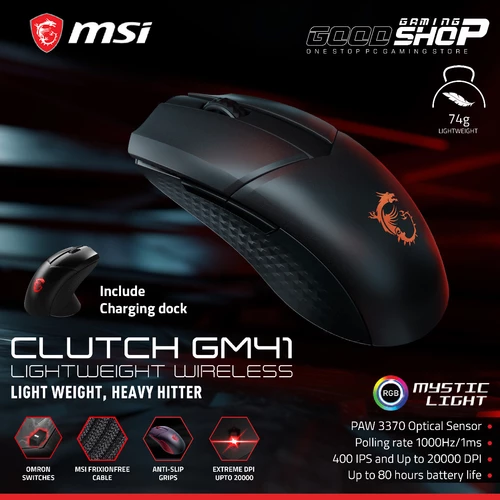 msi
GAMING
GOOD SHOP
ONE STOP PC GAMING STORE
74g
LIGHTWEIGHT
Include
Charging dock
CLUTCH GM41
LIGHTWEIGHT WIRELESS
LIGHT WEIGHT, HEAVY HITTER
RGB
MYSTIC
LIGHT
PAW 3370 Optical Sensor •
Polling rate 1000Hz/1ms •
400 IPS and Up to 20000 DPI •
Up to 80 hours battery life •
OMRON
SWITCHES
MSI FRIXIONFREE
CABLE
ANTI-SLIP
GRIPS
EXTREME DPI
UPTO 20000